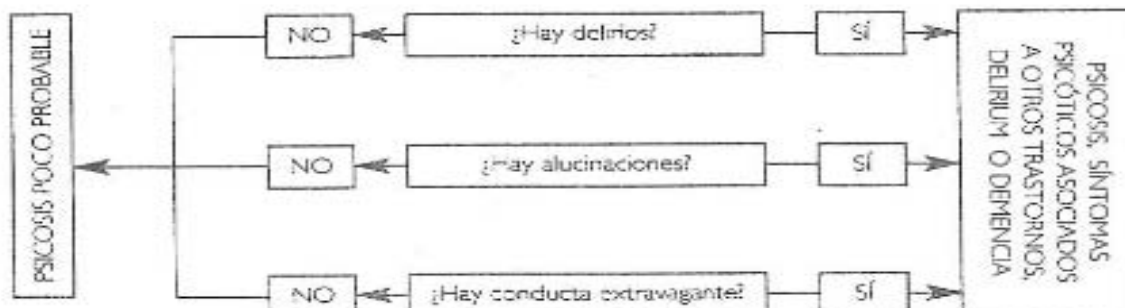 NO
¿Hay delirios?
SÍ
PSICOSIS POCO PROBABLE
NO
¿Hay alucinaciones?
SÍ
PSICOSIS, SÍNTOMAS
PSICÓTICOS ASOCIADOS
A OTROS TRASTORNOS,
DELIRIUM O DEMENCIA
NO
¿Hay conducta extravagante?
SÍ